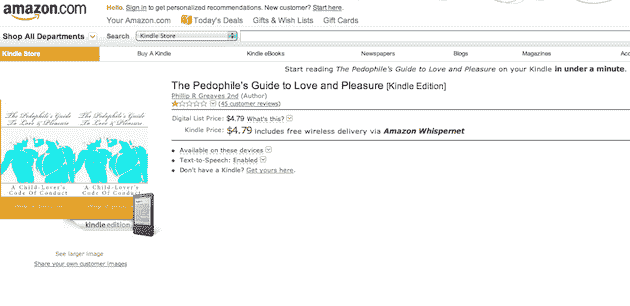 amazon.com
Hello. Sign in to get personalized recommendations. New customer? Start here.
Your Amazon.com Today's Deals Gifts & Wish Lists Gift Cards
Shop All Departments Search Kindle Store
Kindle Store Buy A Kindle Kindle eBooks Newspapers Blogs Magazines Acc
Start reading The Pedophile's Guide to Love and Pleasure on your Kindle in under a minute.
The Pedophile's Guide to Love and Pleasure [Kindle Edition]
Phillip R Greaves 2nd (Author)
(45 customer reviews)
Digital List Price: $4.79 What's this?
Kindle Price: $4.79 includes free wireless delivery via Amazon Whispernet
Available on these devices
Text-to-Speech: Enabled
Don't have a Kindle? Get yours here.
The Pedophile's Guide The Pedophile's Guide
To Love & Pleasure To Love & Pleasure
A Child-Lover's
Code Of Conduct
kindle edition
See larger image
Share your own customer images